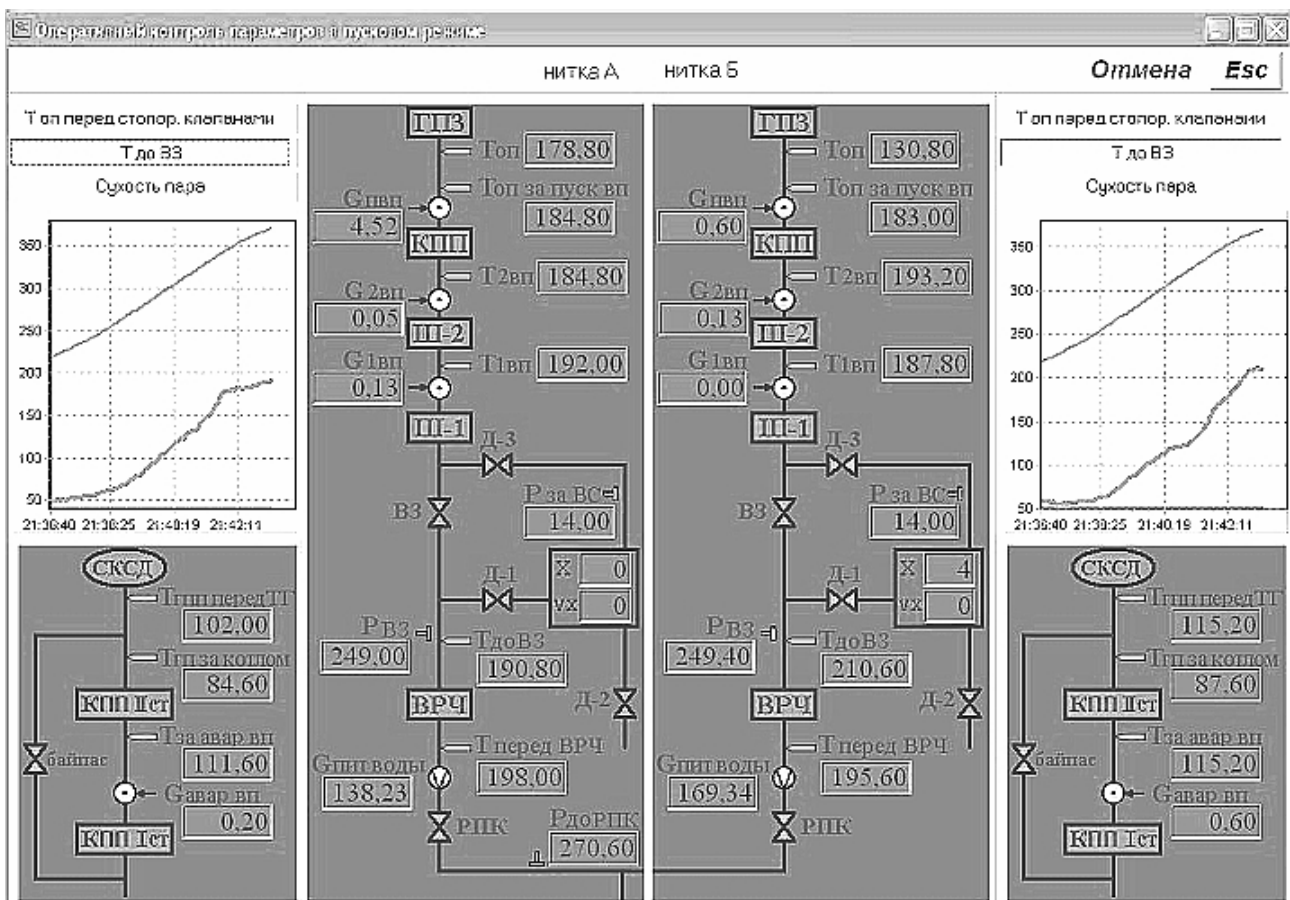 Оперативный контроль параметров в пусковом режиме
нитка А нитка Б Отмена Esc
Т оп перед стопор. клапанами
Т до ВЗ
Сухость пара
350
300
250
200
150
100
50
21:36:40 21:38:25 21:40:19 21:42:11
СКСД
Тгпп перед ТГ
102,00
Тгп за котлом
84,60
КПП IIст
байпас
Тза авар вп
111,60
Gавар вп
0,20
КПП Iст
ГПЗ
Топ 178,80
Топ за пуск вп
184,80
Gпвп
4,52
КПП
Т2вп 184,80
G2вп
0,05
Ш-2
Т1вп 192,00
G1вп
0,13
Ш-1
Д-3
ВЗ
Р за ВС
14,00
Д-1
X 0
vx 0
РВЗ
249,00
Тдо ВЗ
190,80
ВРЧ
Д-2
Т перед ВРЧ
198,00
Gпит воды
138,23
РПК
РдоРПК
270,60
ГПЗ
Топ 130,80
Топ за пуск вп
183,00
Gпвп
0,60
КПП
Т2вп 193,20
G2вп
0,13
Ш-2
Т1вп 187,80
G1вп
0,00
Ш-1
Д-3
ВЗ
Р за ВС
14,00
Д-1
X 4
vx 0
РВЗ
249,40
Тдо ВЗ
210,60
ВРЧ
Д-2
Т перед ВРЧ
195,60
Gпит воды
169,34
РПК
Т оп перед стопор. клапанами
Т до ВЗ
Сухость пара
350
300
250
200
150
100
50
21:36:40 21:38:25 21:40:19 21:42:11
СКСД
Тгпп перед ТГ
115,20
Тгп за котлом
87,60
КПП IIст
байпас
Тза авар вп
115,20
Gавар вп
0,60
КПП Iст